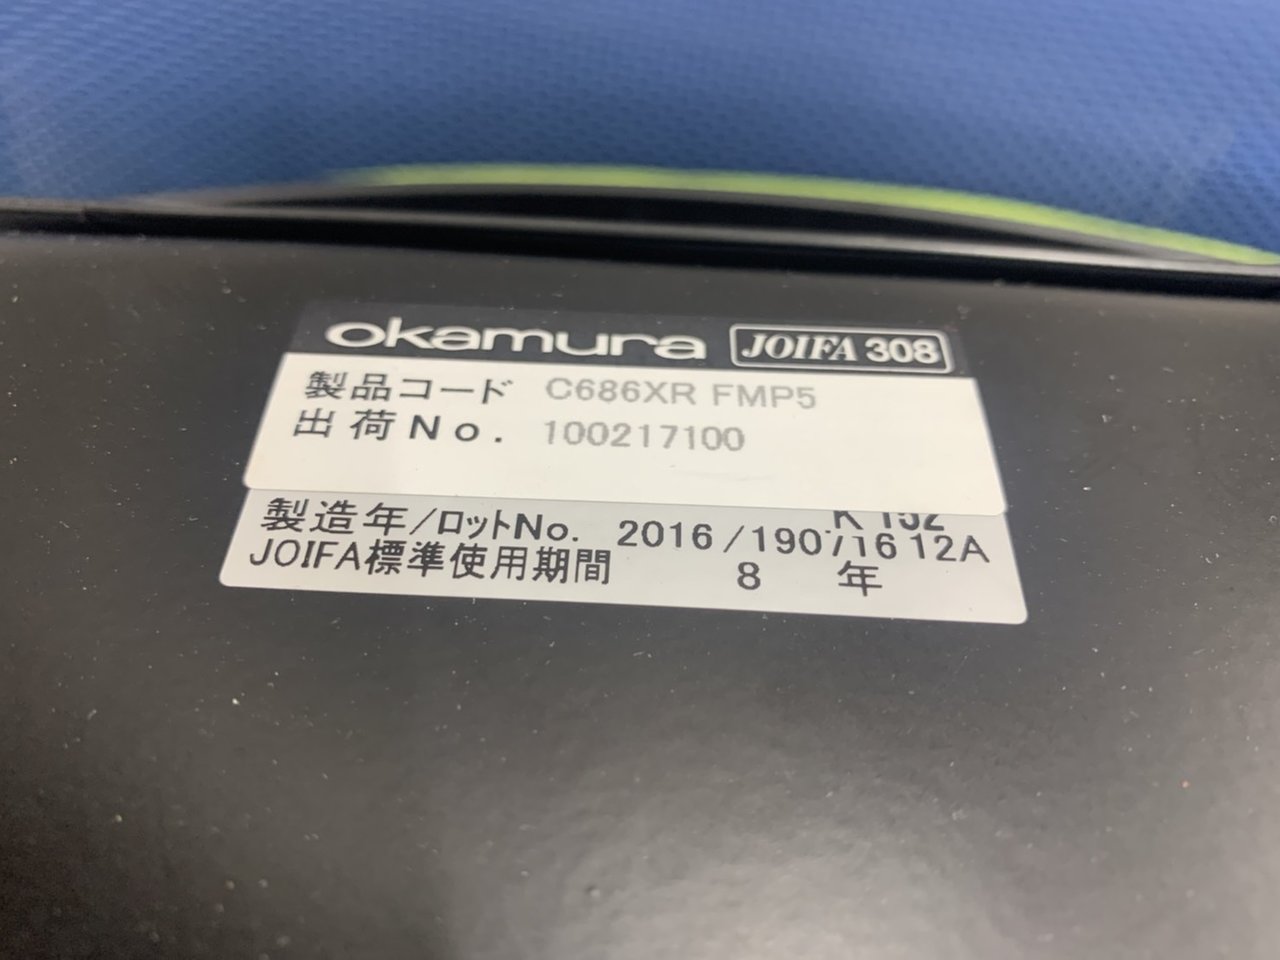 okamura JOIFA 308
製品コード C686XR FMP5
出荷No. 100217100
製造年/ロットNo. 2016/190 16 12A
JOIFA標準使用期間 8 年